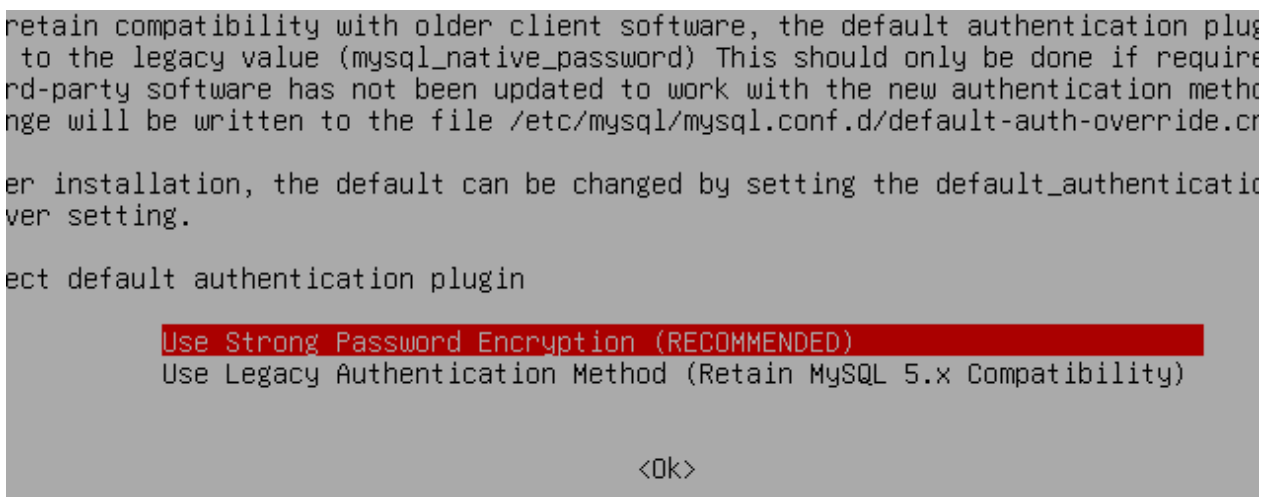 retain compatibility with older client software, the default authentication plug
to the legacy value (mysql_native_password) This should only be done if require
rd-party software has not been updated to work with the new authentication metho
nge will be written to the file /etc/mysql/mysql.conf.d/default-auth-override.cn
er installation, the default can be changed by setting the default_authenticatio
ver setting.
ect default authentication plugin
Use Strong Password Encryption (RECOMMENDED)
Use Legacy Authentication Method (Retain MySQL 5.x Compatibility)
<Ok>